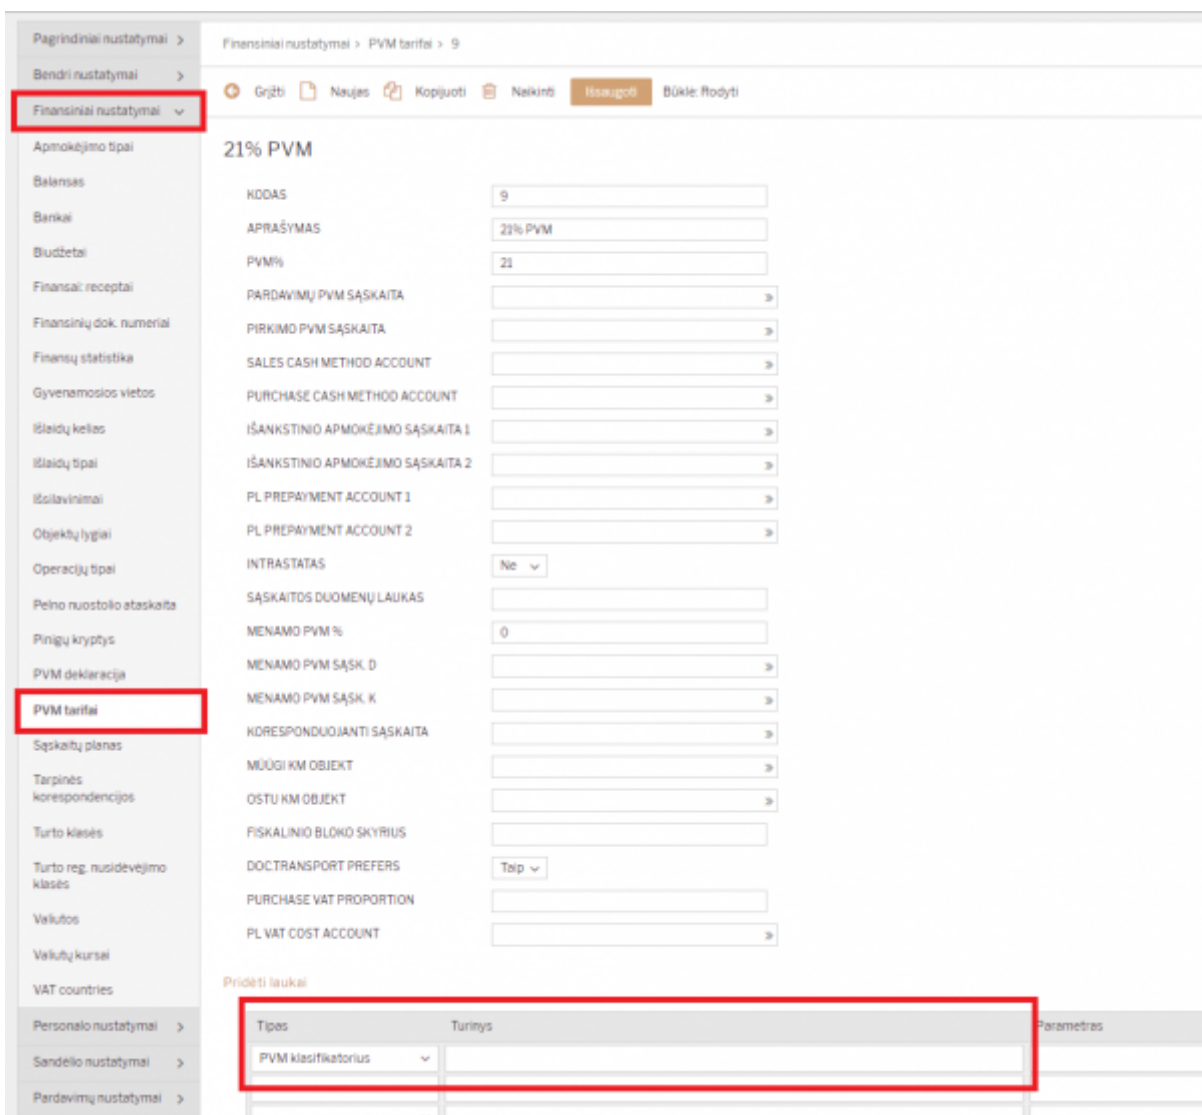 Pagrindiniai nustatymai >
Bendri nustatymai >
Finansiniai nustatymai
Apmokėjimo tipai
Balansas
Bankai
Biudžetai
Finansai: receptai
Finansinių dok. numeriai
Finansų statistika
Gyvenamosios vietos
Išlaidų kelias
Išlaidų tipai
Išsilavinimai
Objektų lygiai
Operacijų tipai
Pelno nuostolio ataskaita
Pinigų kryptys
PVM deklaracija
PVM tarifai
Sąskaitų planas
Tarpinės
korespondencijos
Turto klasės
Turto reg. nusidėvėjimo
klasės
Valiutos
Valiutų kursai
VAT countries
Personalo nustatymai >
Sandėlio nustatymai >
Pardavimų nustatymai >
Finansiniai nustatymai > PVM tarifai > 9
Grįžti Naujas Kopijuoti Naikinti Išsaugoti Būklė: Rodyti
21% PVM
KODAS 9
APRAŠYMAS 21% PVM
PVM% 21
PARDAVIMŲ PVM SĄSKAITA »
PIRKIMO PVM SĄSKAITA »
SALES CASH METHOD ACCOUNT »
PURCHASE CASH METHOD ACCOUNT »
IŠANKSTINIO APMOKĖJIMO SĄSKAITA 1 »
IŠANKSTINIO APMOKĖJIMO SĄSKAITA 2 »
PL PREPAYMENT ACCOUNT 1 »
PL PREPAYMENT ACCOUNT 2 »
INTRASTATAS Ne
SĄSKAITOS DUOMENŲ LAUKAS
MENAMO PVM % 0
MENAMO PVM SĄSK. D »
MENAMO PVM SĄSK. K »
KORESPONDUOJANTI SĄSKAITA »
MÜÜGI KM OBJEKT »
OSTU KM OBJEKT »
FISKALINIO BLOKO SKYRIUS
DOCTRANSPORT PREFERS Taip
PURCHASE VAT PROPORTION
PL VAT COST ACCOUNT »
Pridėti laukai
Tipas Turinys Parametras
PVM klasifikatorius